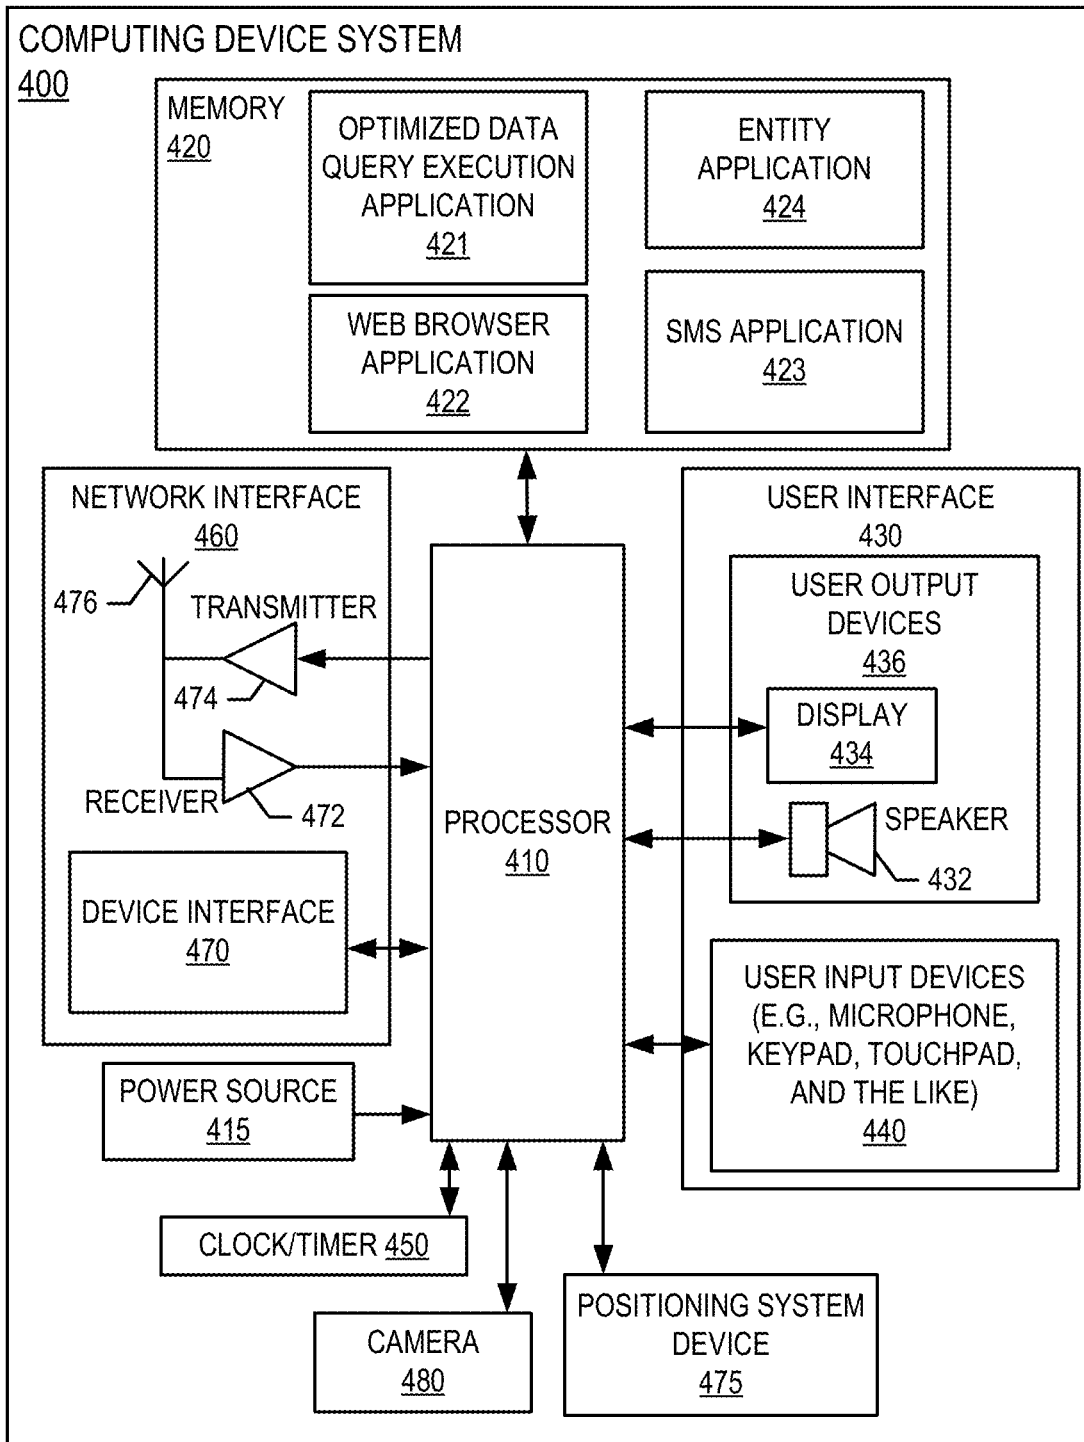 COMPUTING DEVICE SYSTEM
400
MEMORY
420
OPTIMIZED DATA
QUERY EXECUTION
APPLICATION
421
ENTITY
APPLICATION
424
WEB BROWSER
APPLICATION
422
SMS APPLICATION
423
NETWORK INTERFACE
460
476
TRANSMITTER
474
RECEIVER
472
DEVICE INTERFACE
470
PROCESSOR
410
USER INTERFACE
430
USER OUTPUT
DEVICES
436
DISPLAY
434
SPEAKER
432
USER INPUT DEVICES
(E.G., MICROPHONE,
KEYPAD, TOUCHPAD,
AND THE LIKE)
440
POWER SOURCE
415
CLOCK/TIMER 450
CAMERA
480
POSITIONING SYSTEM
DEVICE
475